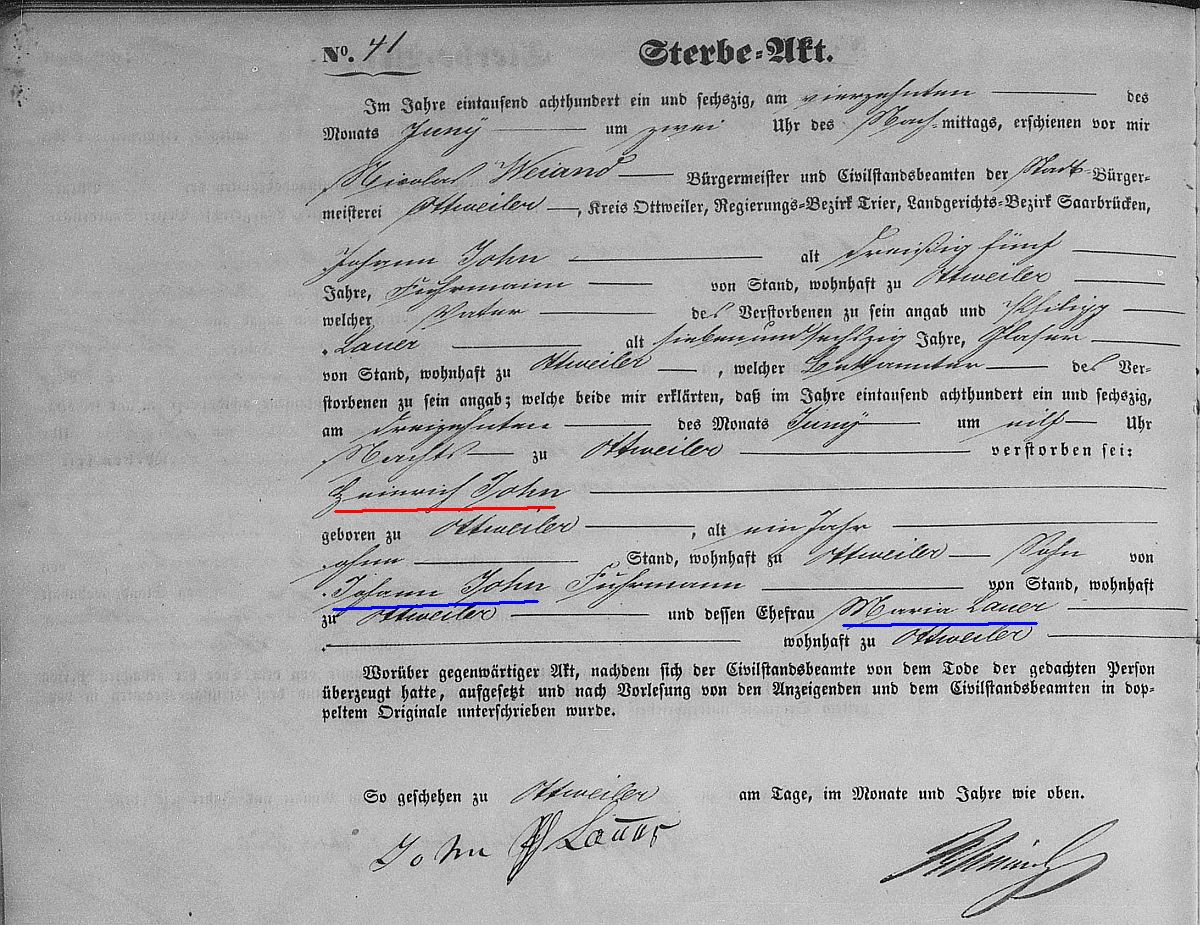 No. 41 Sterbe-Akt.
Im Jahre eintausend achthundert ein und sechszig, am vierzehnten des
Monats Juny um zwei Uhr des Nach-mittags, erschienen vor mir
Nicolas Weiand Bürgermeister und Civilstandsbeamten der Stadt-Bürger-
meisterei Ottweiler, Kreis Ottweiler, Regierungs-Bezirk Trier, Landgerichts-Bezirk Saarbrücken,
Johann John alt dreißig fünf
Jahre, Fuhrmann von Stand, wohnhaft zu Ottweiler
welcher Vater des Verstorbenen zu sein angab und Philipp
Lauer alt siebenundsechszig Jahre, Glaser
von Stand, wohnhaft zu Ottweiler, welcher Bekannter des Ver-
storbenen zu sein angab; welche beide mir erklärten, daß im Jahre eintausend achthundert ein und sechszig,
am dreizehnten des Monats Juny um eilf Uhr
Nachts zu Ottweiler verstorben sei:
Heinrich John
geboren zu Ottweiler, alt ein Jahr
ohne Stand, wohnhaft zu Ottweiler Sohn von
Johann John Fuhrmann von Stand, wohnhaft
zu Ottweiler und dessen Ehefrau Maria Lauer
wohnhaft zu Ottweiler
Worüber gegenwärtiger Akt, nachdem sich der Civilstandsbeamte von dem Tode der gedachten Person
überzeugt hatte, aufgesetzt und nach Vorlesung von den Anzeigenden und dem Civilstandsbeamten in dop-
peltem Originale unterschrieben wurde.
So geschehen zu Ottweiler am Tage, im Monate und Jahre wie oben.
John Ph Lauer